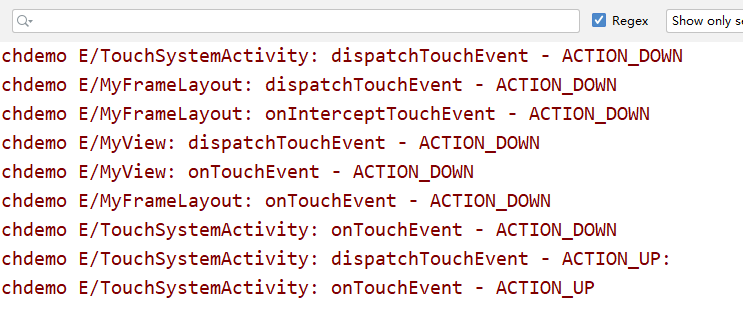 Regex
Show only se
chdemo E/TouchSystemActivity: dispatchTouchEvent - ACTION_DOWN
chdemo E/MyFrameLayout: dispatchTouchEvent - ACTION_DOWN
chdemo E/MyFrameLayout: onInterceptTouchEvent - ACTION_DOWN
chdemo E/MyView: dispatchTouchEvent - ACTION_DOWN
chdemo E/MyView: onTouchEvent - ACTION_DOWN
chdemo E/MyFrameLayout: onTouchEvent - ACTION_DOWN
chdemo E/TouchSystemActivity: onTouchEvent - ACTION_DOWN
chdemo E/TouchSystemActivity: dispatchTouchEvent - ACTION_UP:
chdemo E/TouchSystemActivity: onTouchEvent - ACTION_UP